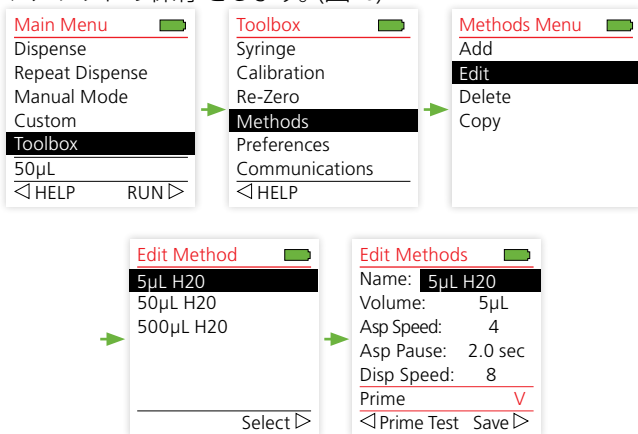 Main Menu
Dispense
Repeat Dispense
Manual Mode
Custom
Toolbox
50µL
◁ HELP RUN ▷
Toolbox
Syringe
Calibration
Re-Zero
Methods
Preferences
Communications
◁ HELP
Methods Menu
Add
Edit
Delete
Copy
Edit Method
5µL H20
50µL H20
500µL H20
Select ▷
Edit Methods
Name: 5µL H20
Volume: 5µL
Asp Speed: 4
Asp Pause: 2.0 sec
Disp Speed: 8
Prime V
◁ Prime Test Save ▷